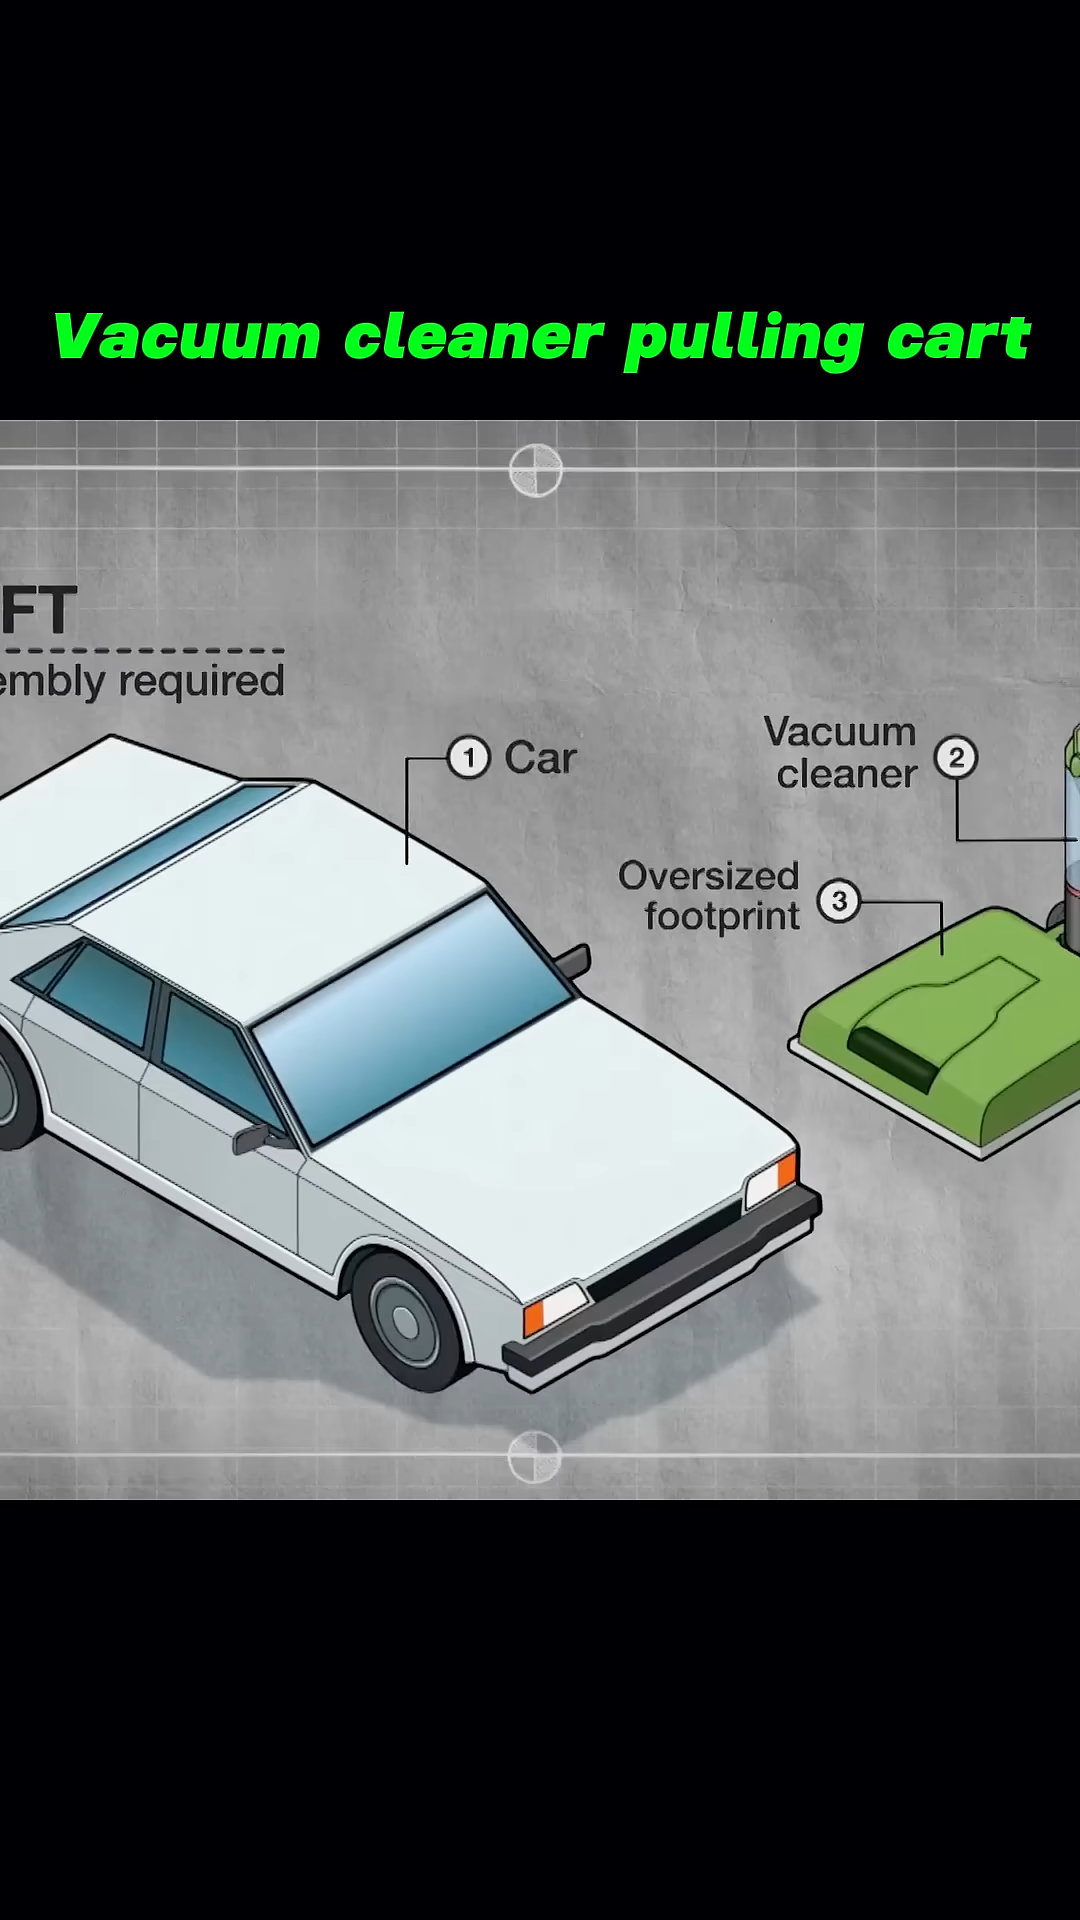 Vacuum cleaner pulling cart
FT
embly required
1 Car
Vacuum
cleaner 2
Oversized
footprint 3